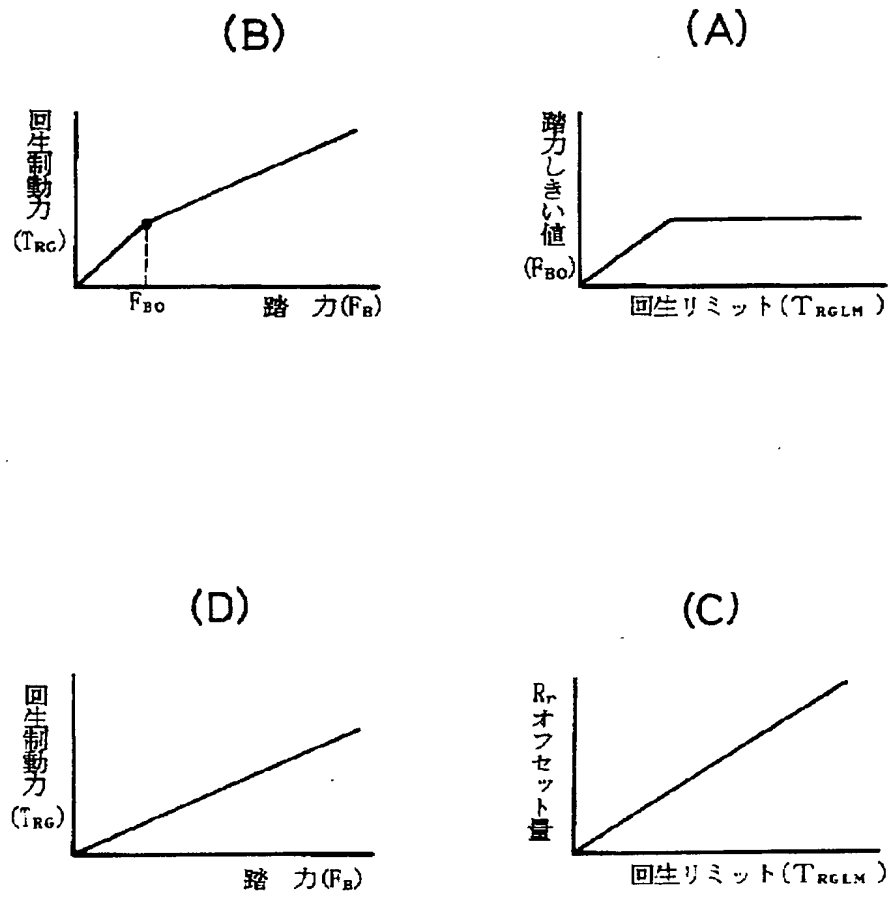 (B)
回生制動力
(TRG)
FBO
踏 力(FB)
(A)
踏力しきい値
(FBO)
回生リミット(TRGLM)
(D)
回生制動力
(TRG)
踏 力(FB)
(C)
Rrオフセット量
回生リミット(TRGLM)